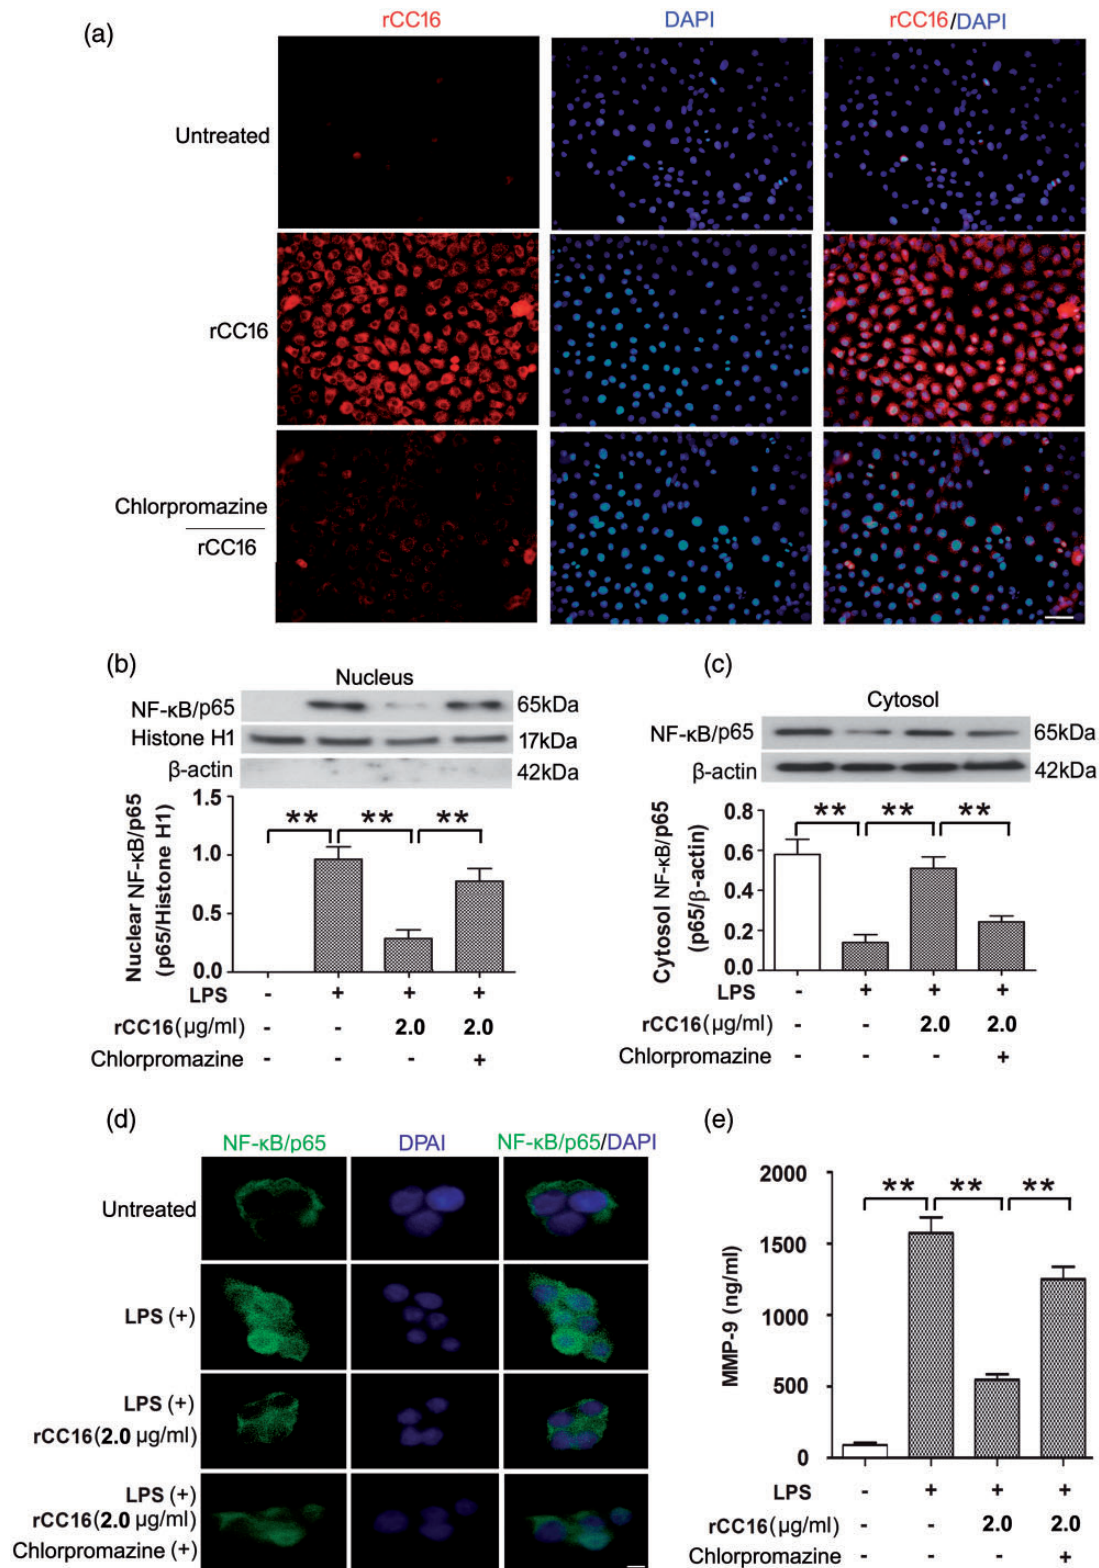 (a)
rCC16 DAPI rCC16/DAPI
Untreated
rCC16
Chlorpromazine
rCC16
(b)
Nucleus
NF-κB/p65 65kDa
Histone H1 17kDa
β-actin 42kDa
Nuclear NF-κB/p65
(p65/Histone H1)
1.5
1.0
0.5
0.0
** ** **
LPS - + + +
rCC16(μg/ml) - - 2.0 2.0
Chlorpromazine - - - +
(c)
Cytosol
NF-κB/p65 65kDa
β-actin 42kDa
Cytosol NF-κB/p65
(p65/β-actin)
0.8
0.6
0.4
0.2
0.0
** ** **
LPS - + + +
rCC16(μg/ml) - - 2.0 2.0
Chlorpromazine - - - +
(d)
NF-κB/p65 DPAI NF-κB/p65/DAPI
Untreated
LPS (+)
LPS (+)
rCC16(2.0 μg/ml)
LPS (+)
rCC16(2.0 μg/ml)
Chlorpromazine (+)
(e)
MMP-9 (ng/ml)
2000
1500
1000
500
0
** ** **
LPS - + + +
rCC16(μg/ml) - - 2.0 2.0
Chlorpromazine - - - +